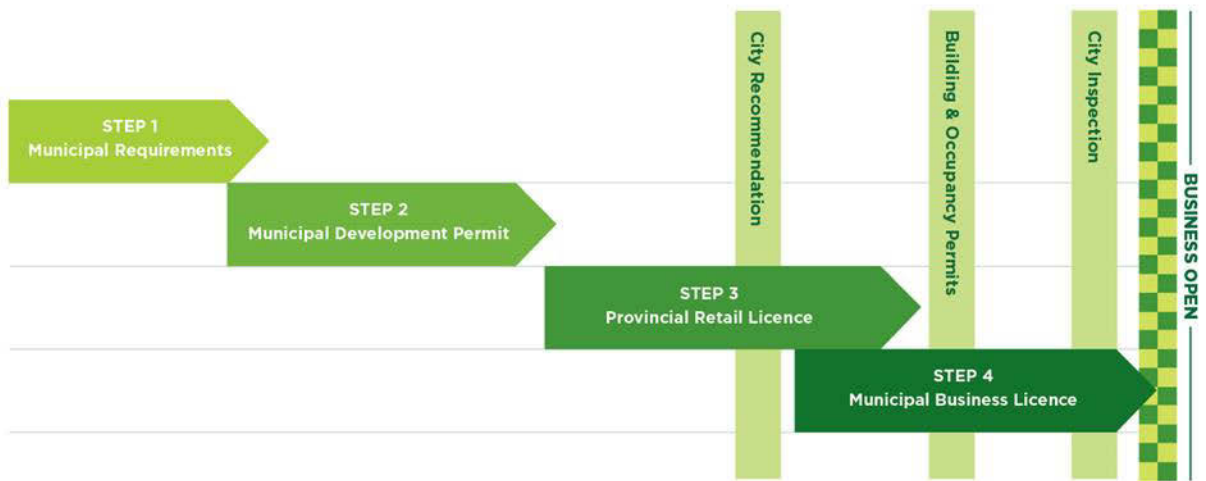 STEP 1
Municipal Requirements
STEP 2
Municipal Development Permit
STEP 3
Provincial Retail Licence
STEP 4
Municipal Business Licence
City Recommendation
Building & Occupancy Permits
City Inspection
BUSINESS OPEN